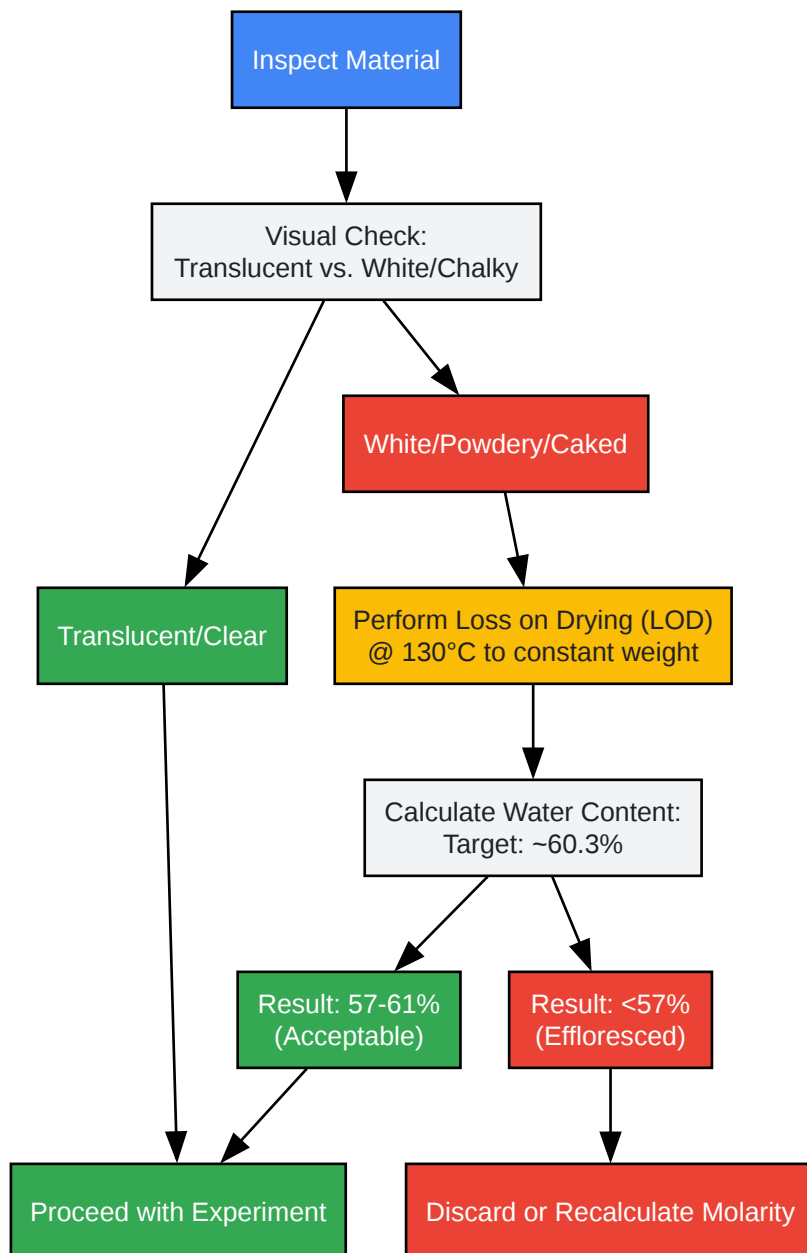 Inspect Material
Visual Check:
Translucent vs. White/Chalky
White/Powdery/Caked
Translucent/Clear
Perform Loss on Drying (LOD)
@ 130°C to constant weight
Calculate Water Content:
Target: ~60.3%
Result: 57-61%
(Acceptable)
Result: <57%
(Effloresced)
Proceed with Experiment
Discard or Recalculate Molarity